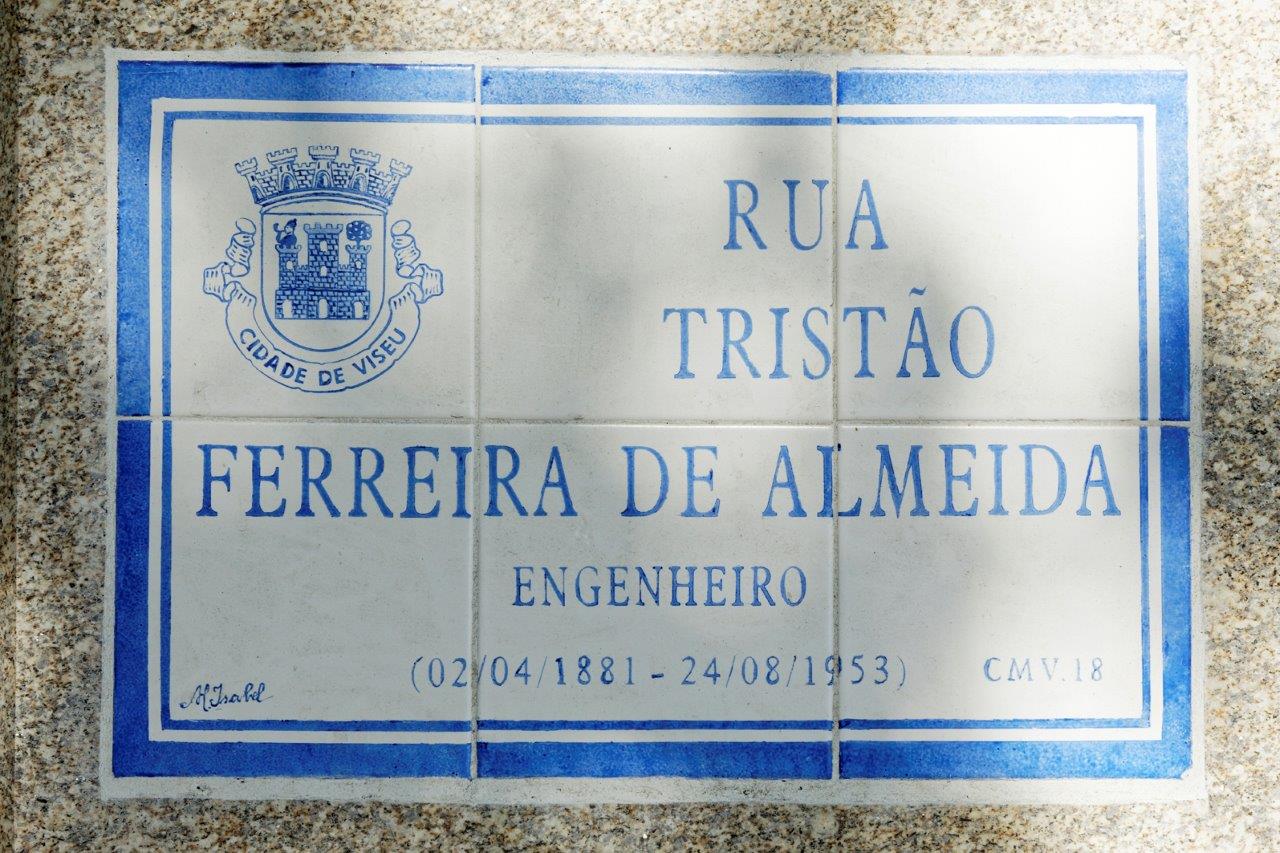 CIDADE DE VISEU
RUA
TRISTÃO
FERREIRA DE ALMEIDA
ENGENHEIRO
(02/04/1881 - 24/08/1953)
CMV.18
M. Isabel